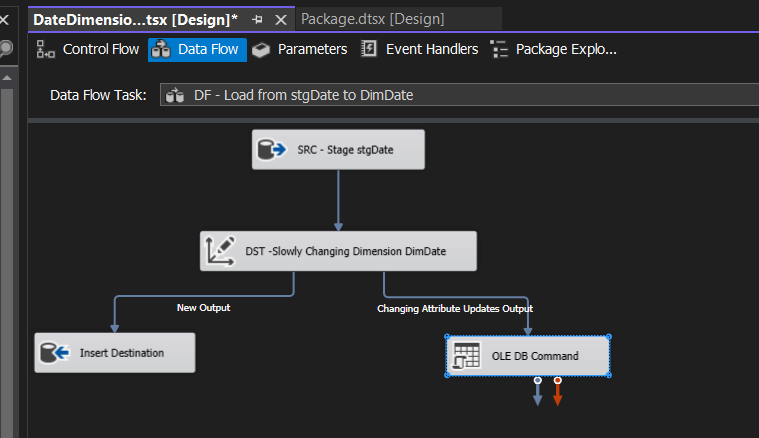 DateDimensio...tsx [Design]*
Package.dtsx [Design]
Control Flow
Data Flow
Parameters
Event Handlers
Package Explo...
Data Flow Task:
DF - Load from stgDate to DimDate
SRC - Stage stgDate
DST -Slowly Changing Dimension DimDate
New Output
Changing Attribute Updates Output
Insert Destination
OLE DB Command